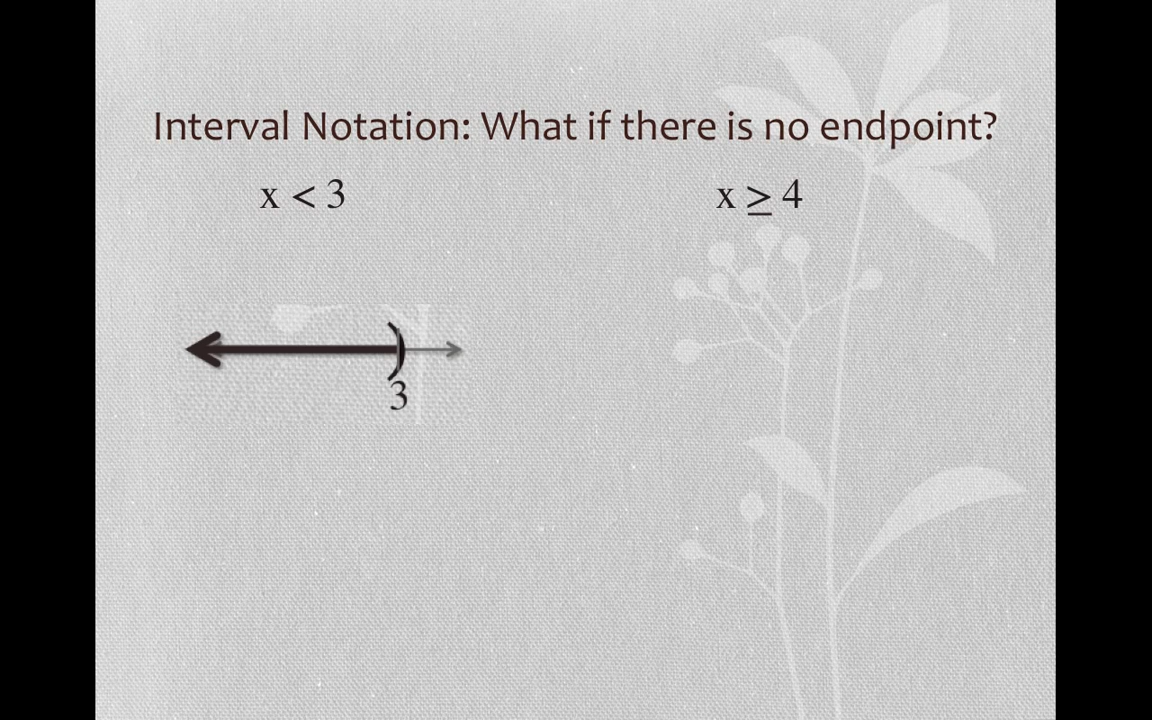 Interval Notation: What if there is no endpoint?
x < 3
x ≥ 4
)
3